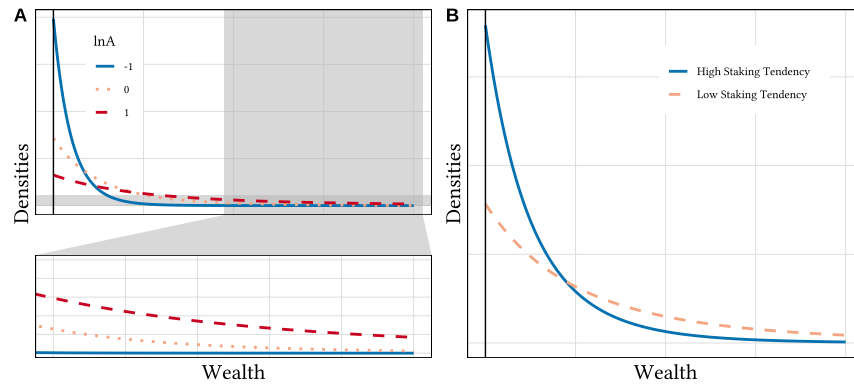 A
lnA
-1
0
1
Densities
Wealth
B
High Staking Tendency
Low Staking Tendency
Densities
Wealth